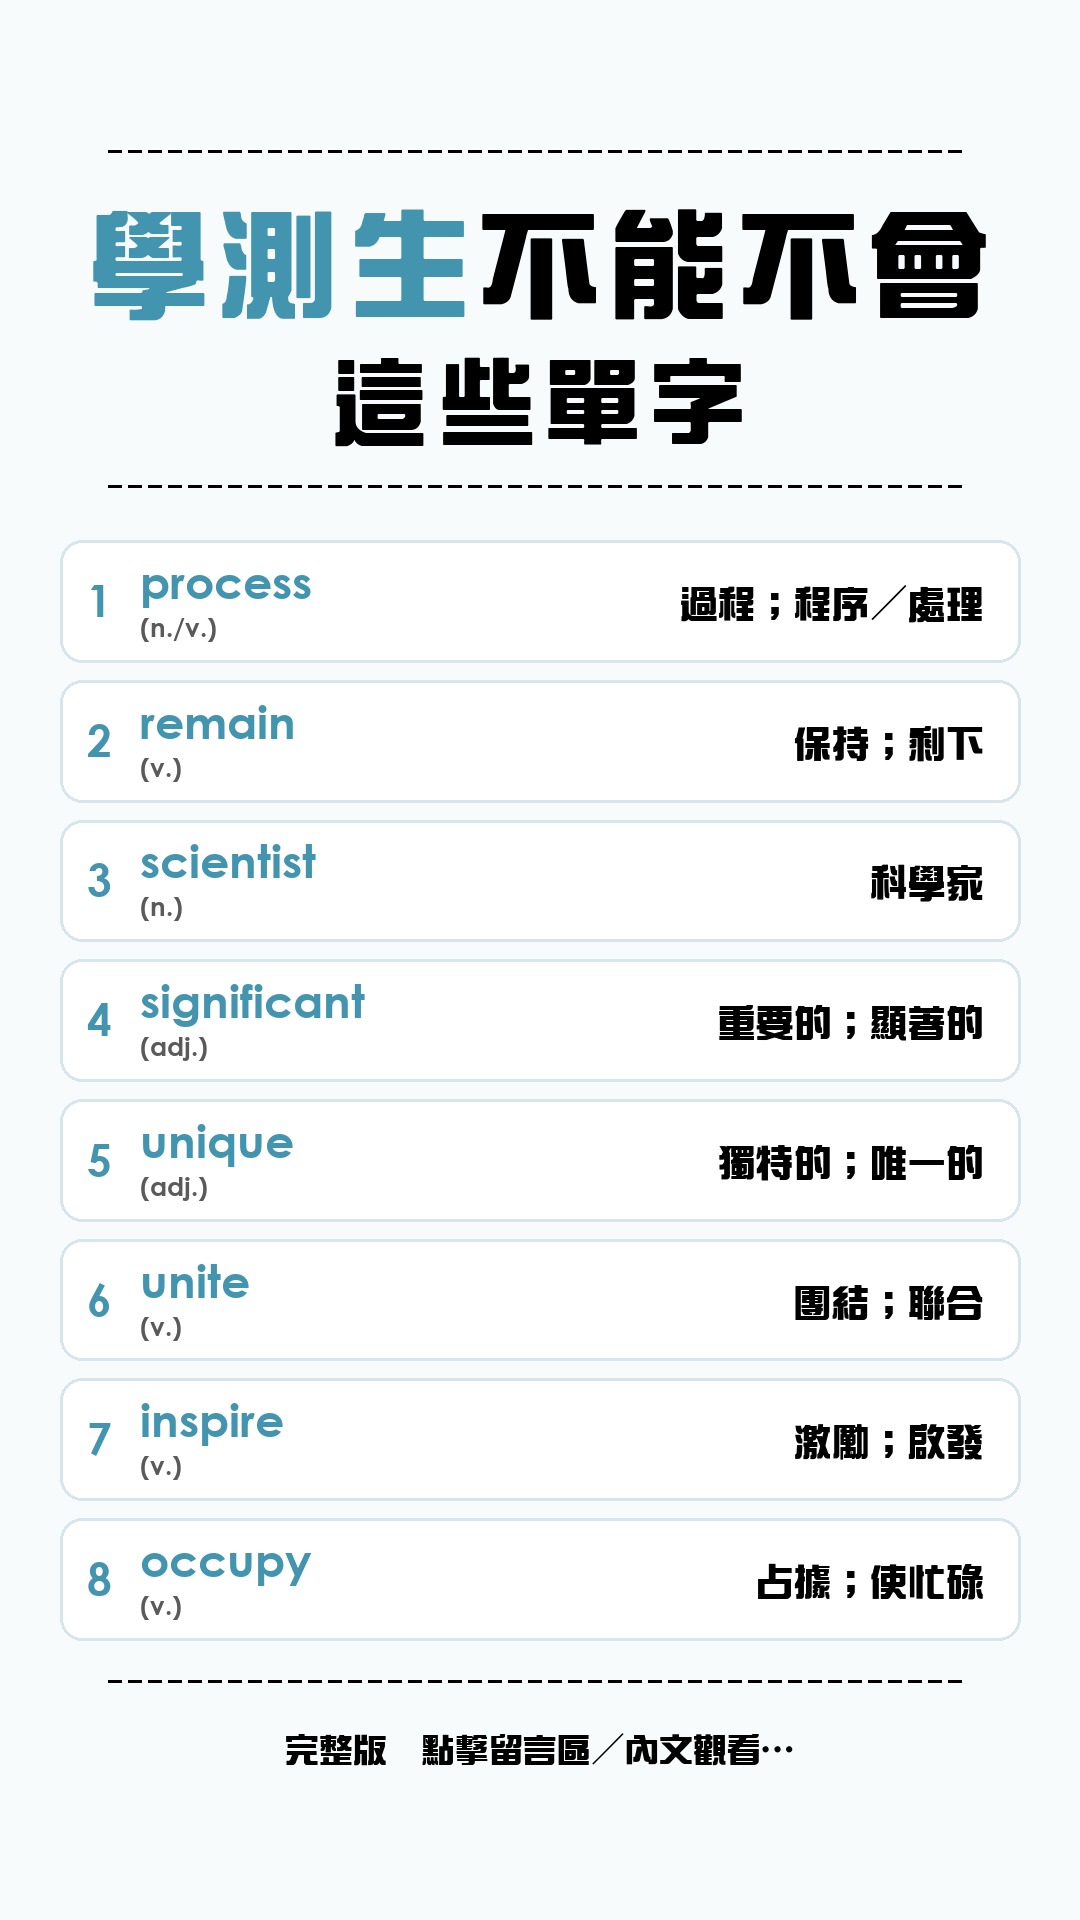 學測生不能不會
這些單字
1 process 過程；程序／處理
(n./v.)
2 remain 保持；剩下
(v.)
3 scientist 科學家
(n.)
4 significant 重要的；顯著的
(adj.)
5 unique 獨特的；唯一的
(adj.)
6 unite 團結；聯合
(v.)
7 inspire 激勵；啟發
(v.)
8 occupy 占據；使忙碌
(v.)
完整版　點擊留言區／內文觀看…